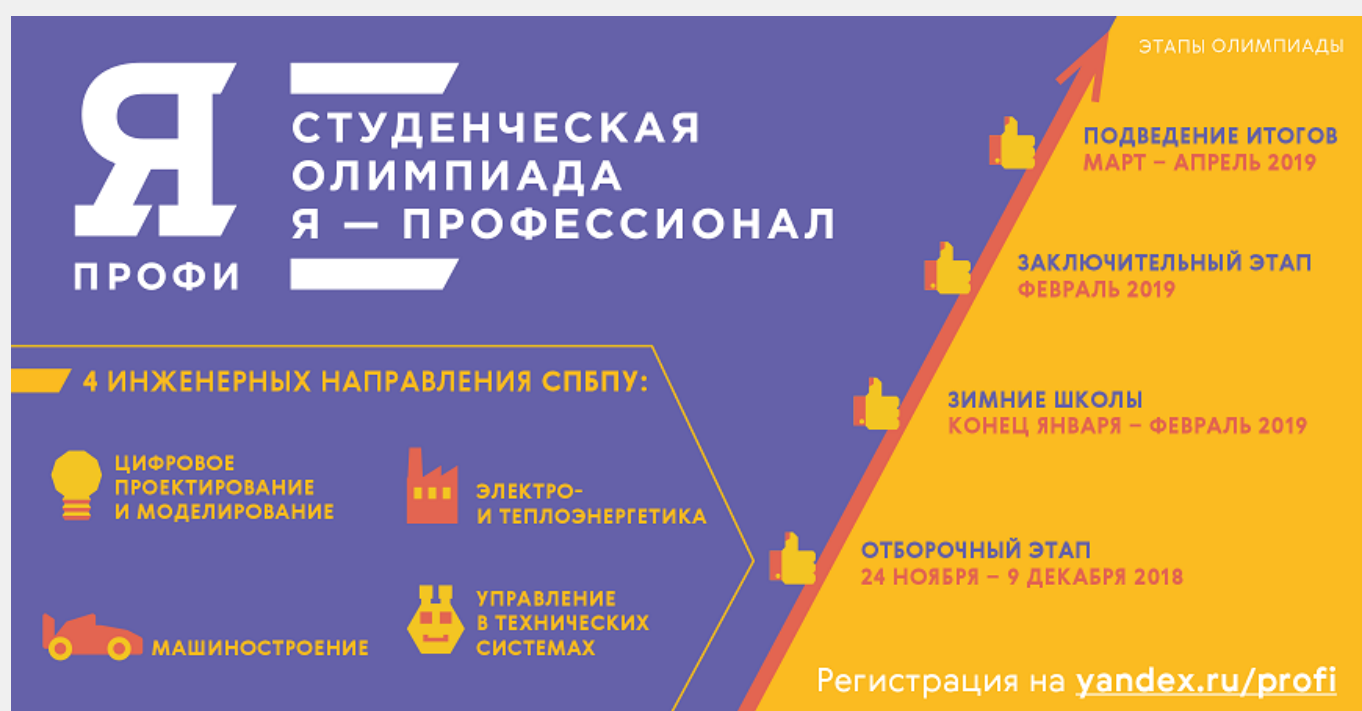 Я
ПРОФИ
СТУДЕНЧЕСКАЯ
ОЛИМПИАДА
Я — ПРОФЕССИОНАЛ
4 ИНЖЕНЕРНЫХ НАПРАВЛЕНИЯ СПБПУ:
ЦИФРОВОЕ
ПРОЕКТИРОВАНИЕ
И МОДЕЛИРОВАНИЕ
ЭЛЕКТРО-
И ТЕПЛОЭНЕРГЕТИКА
МАШИНОСТРОЕНИЕ
УПРАВЛЕНИЕ
В ТЕХНИЧЕСКИХ
СИСТЕМАХ
ЭТАПЫ ОЛИМПИАДЫ
ПОДВЕДЕНИЕ ИТОГОВ
МАРТ – АПРЕЛЬ 2019
ЗАКЛЮЧИТЕЛЬНЫЙ ЭТАП
ФЕВРАЛЬ 2019
ЗИМНИЕ ШКОЛЫ
КОНЕЦ ЯНВАРЯ – ФЕВРАЛЬ 2019
ОТБОРОЧНЫЙ ЭТАП
24 НОЯБРЯ – 9 ДЕКАБРЯ 2018
Регистрация на yandex.ru/profi